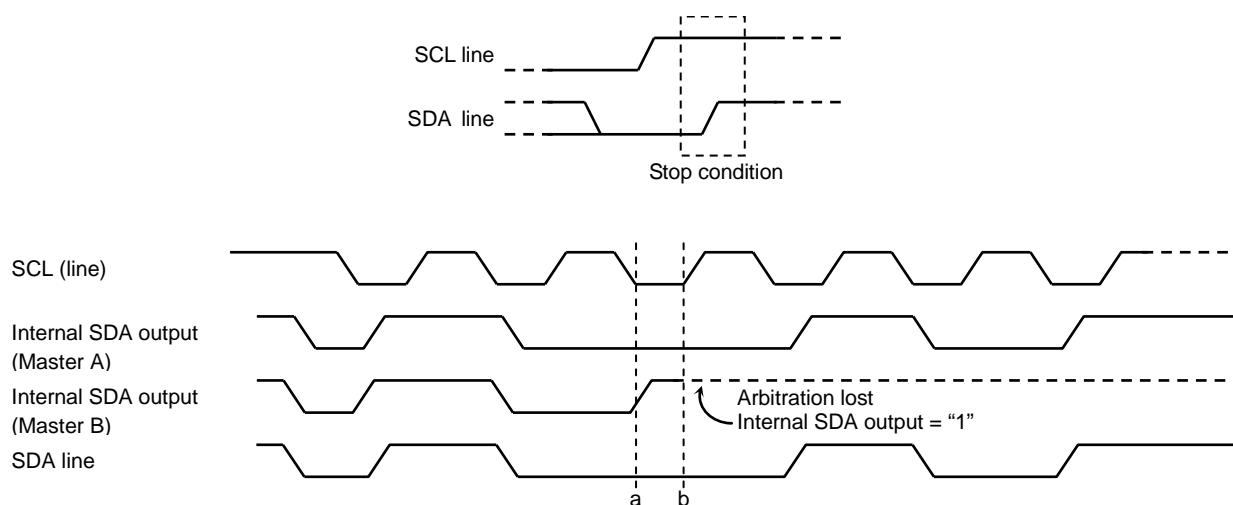 SCL line
SDA line
Stop condition
SCL (line)
Internal SDA output
(Master A)
Internal SDA output
(Master B)
Arbitration lost
Internal SDA output = “1”
SDA line
a
b